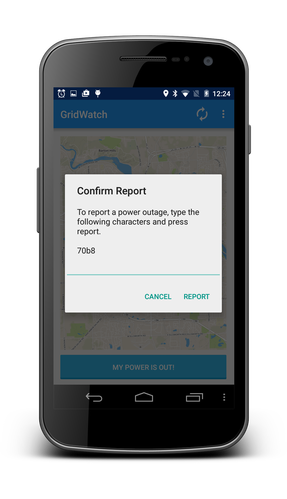 12:24
GridWatch
Confirm Report
To report a power outage, type the
following characters and press
report.
70b8
CANCEL REPORT
MY POWER IS OUT!